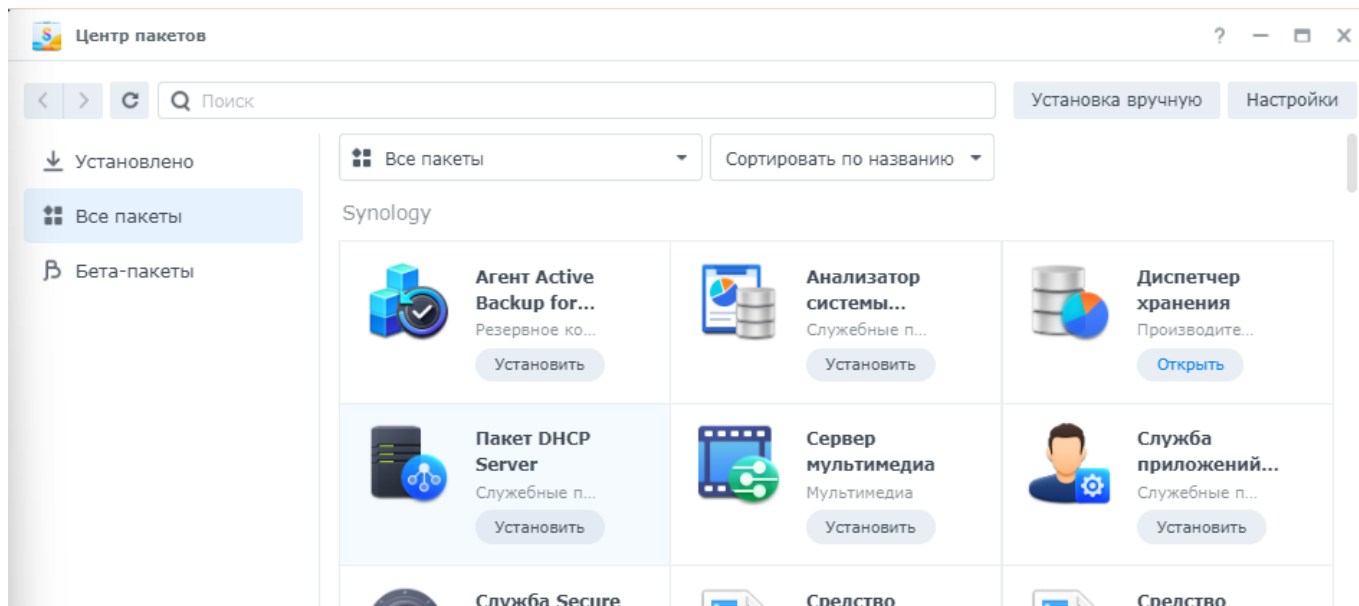 Центр пакетов
Поиск
Установка вручную
Настройки
Установлено
Все пакеты
Бета-пакеты
Все пакеты
Сортировать по названию
Synology
Агент Active
Backup for...
Резервное ко...
Установить
Анализатор
системы...
Служебные п...
Установить
Диспетчер
хранения
Производите...
Открыть
Пакет DHCP
Server
Служебные п...
Установить
Сервер
мультимедиа
Мультимедиа
Установить
Служба
приложений...
Служебные п...
Установить
Служба Secure
Средство
Средство